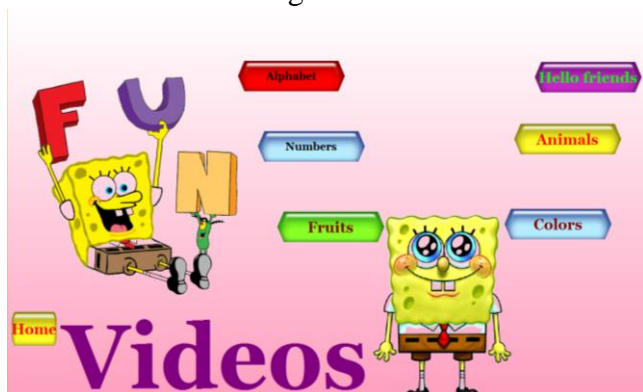 FUN
Alphabet
Hello friends
Numbers
Animals
Fruits
Colors
Home
Videos